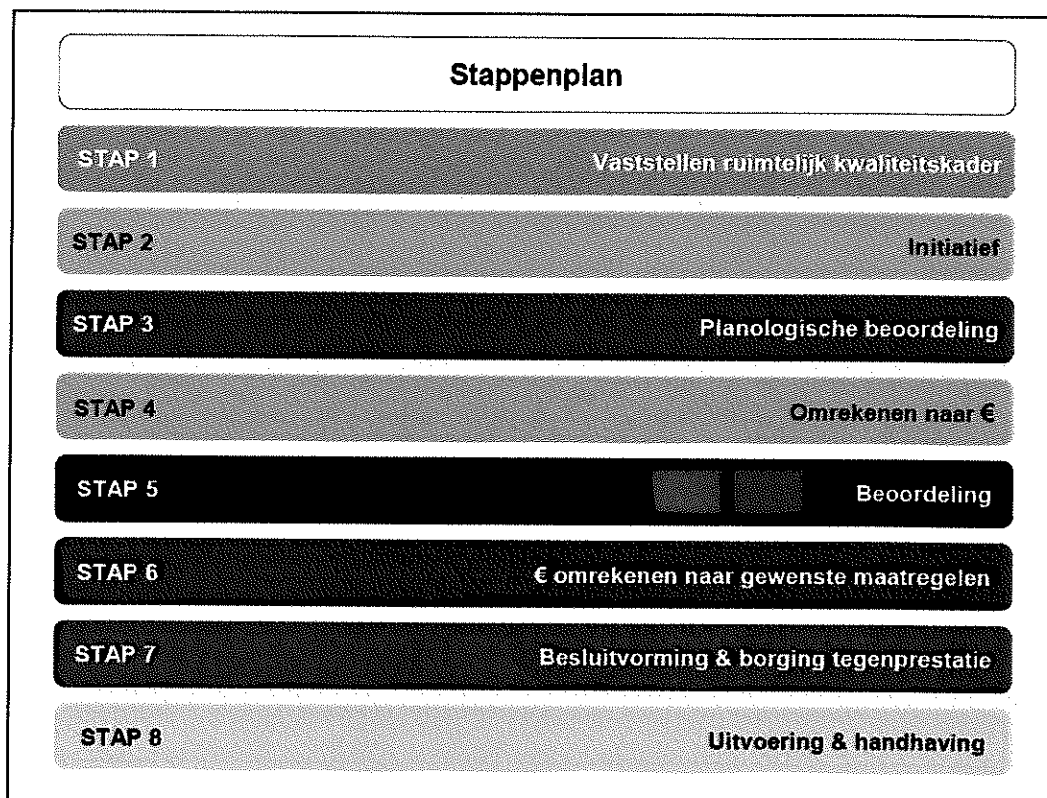 Stappenplan
STAP 1 Vaststellen ruimtelijk kwaliteitskader
STAP 2 Initiatief
STAP 3 Planologische beoordeling
STAP 4 Omrekenen naar €
STAP 5 Beoordeling
STAP 6 € omrekenen naar gewenste maatregelen
STAP 7 Besluitvorming & borging tegenprestatie
STAP 8 Uitvoering & handhaving